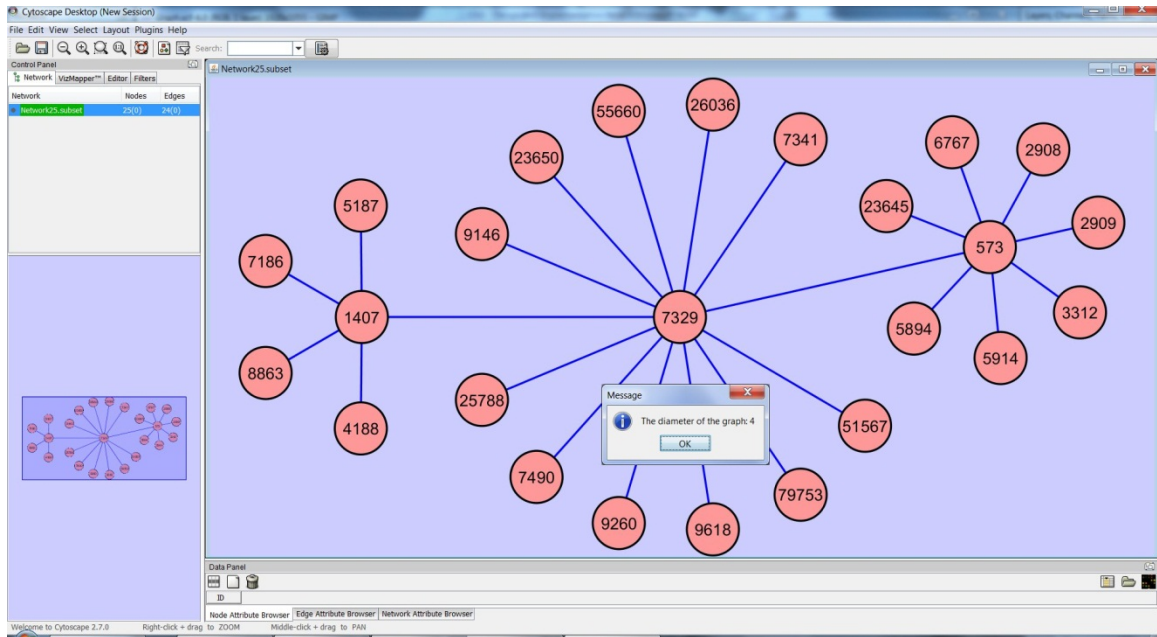 Cytoscape Desktop (New Session)
File Edit View Select Layout Plugins Help
Search:
Control Panel
Network VizMapper™ Editor Filters
Network Nodes Edges
Network25.subset 25(0) 24(0)
Network25.subset
55660
26036
7341
23650
6767
2908
5187
23645
9146
2909
7186
573
1407
7329
3312
5894
5914
8863
25788
4188
51567
7490
79753
9260
9618
Message
The diameter of the graph: 4
OK
Data Panel
ID
Node Attribute Browser Edge Attribute Browser Network Attribute Browser
Welcome to Cytoscape 2.7.0 Right-click + drag to ZOOM Middle-click + drag to PAN